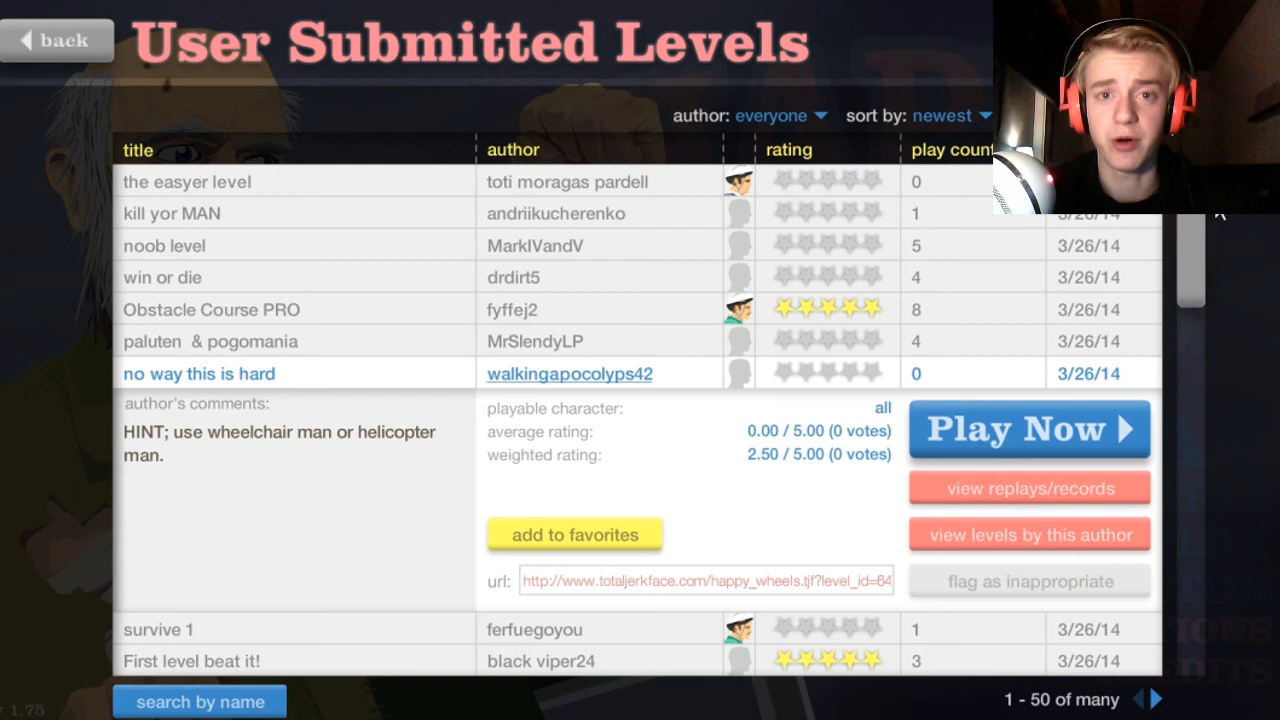 back
User Submitted Levels
author: everyone sort by: newest
title author rating play count
the easyer level toti moragas pardell 0
kill yor MAN andriikucherenko 1 3/26/14
noob level MarkIVandV 5 3/26/14
win or die drdirt5 4 3/26/14
Obstacle Course PRO fyffej2 8 3/26/14
paluten & pogomania MrSlendyLP 4 3/26/14
no way this is hard walkingapocolyps42 0 3/26/14
author's comments:
HINT; use wheelchair man or helicopter
man.
playable character: all
average rating: 0.00 / 5.00 (0 votes)
weighted rating: 2.50 / 5.00 (0 votes)
Play Now
view replays/records
add to favorites
view levels by this author
url: http://www.totaljerkface.com/happy_wheels.tjf?level_id=64
flag as inappropriate
survive 1 ferfuegoyou 1 3/26/14
First level beat it! black viper24 3 3/26/14
search by name
1 - 50 of many
1.75